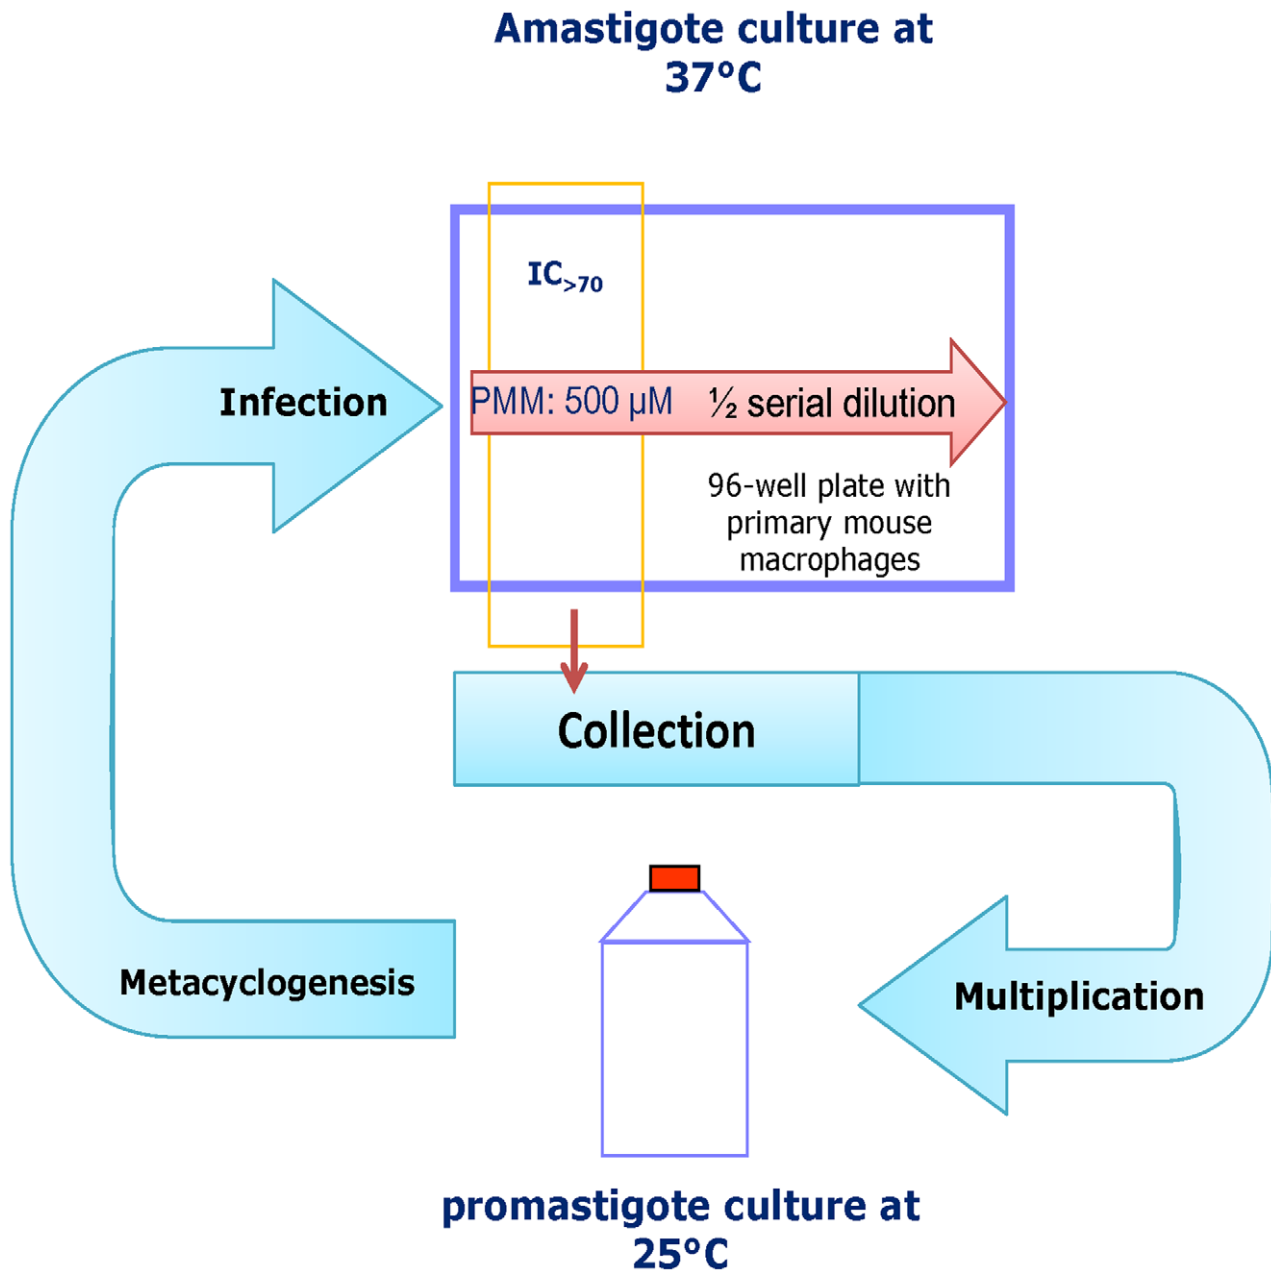 Amastigote culture at
37°C
IC>70
Infection
PMM: 500 µM
½ serial dilution
96-well plate with
primary mouse
macrophages
Collection
Metacyclogenesis
Multiplication
promastigote culture at
25°C